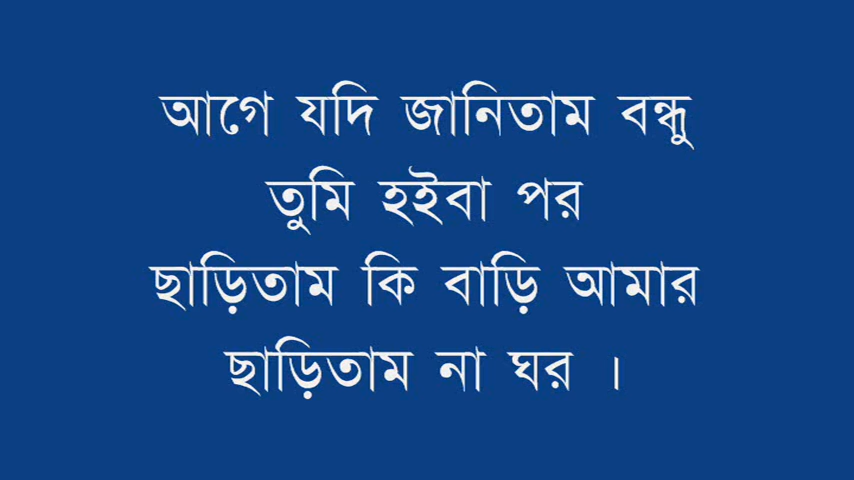 আগে যদি জানিতাম বন্ধু
তুমি হইবা পর
ছাড়িতাম কি বাড়ি আমার
ছাড়িতাম না ঘর ।